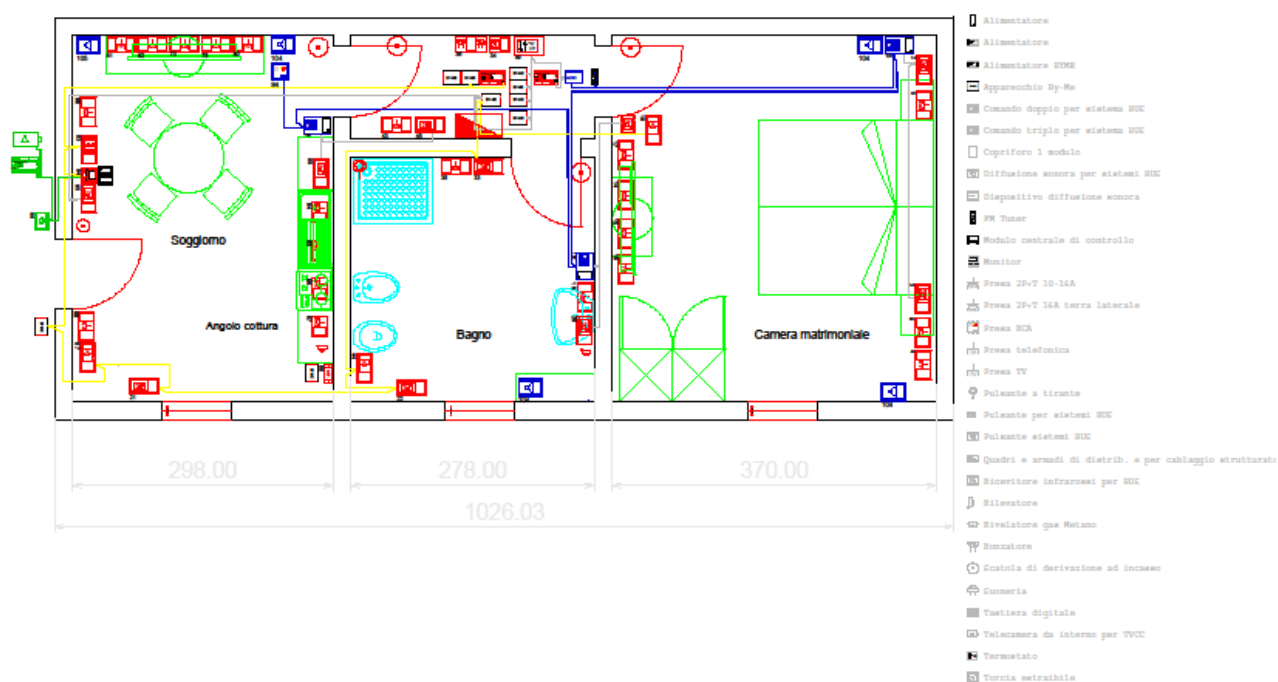 Soggiorno
Angolo cottura
Bagno
Camera matrimoniale
105
104
104
104
298.00
278.00
370.00
1026.03
Alimentatore
Alimentatore
Alimentatore BYME
Apparecchio By-Me
Comando doppio per sistema BUS
Comando triplo per sistema BUS
Copriforo 1 modulo
Diffusione sonora per sistemi BUS
Dispositivo diffusione sonora
FM Tuner
Modulo centrale di controllo
Monitor
Presa 2P+T 10-16A
Presa 2P+T 16A terra laterale
Presa RCA
Presa telefonica
Presa TV
Pulsante a tirante
Pulsante per sistemi BUS
Pulsante sistemi BUS
Quadri e armadi di distrib. e per cablaggio strutturato
Ricevitore infrarossi per BUS
Rilevatore
Rivelatore gas Metano
Ronzatore
Scatola di derivazione ad incasso
Suoneria
Tastiera digitale
Telecamera da interno per TVCC
Termostato
Torcia estraibile